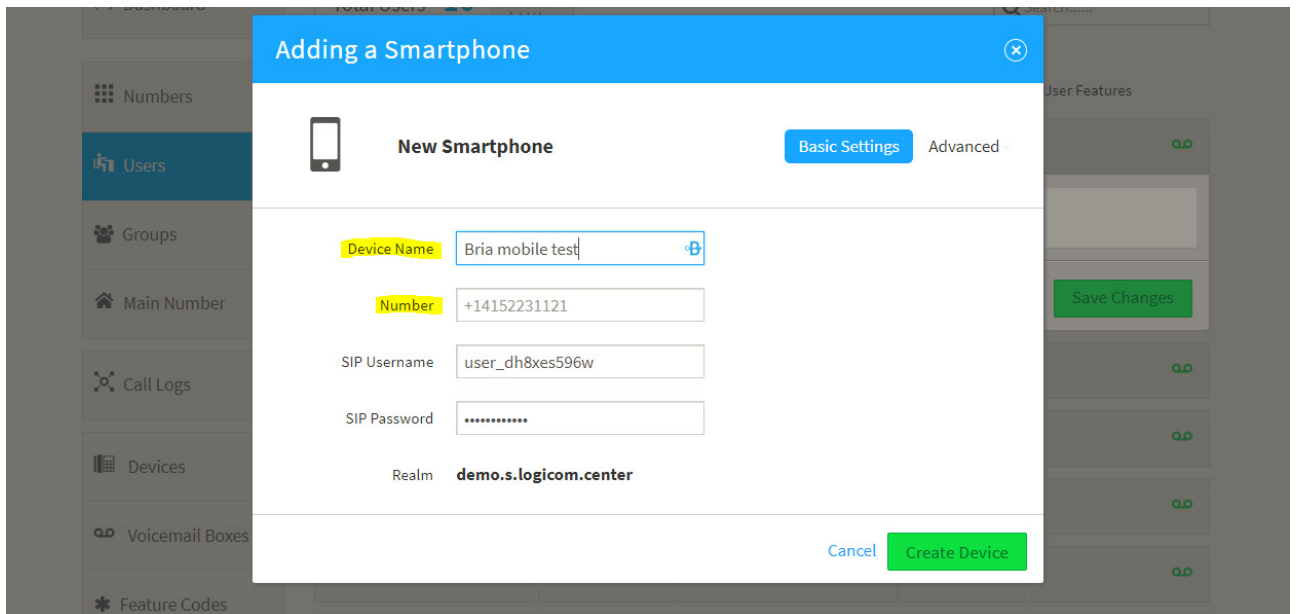 Dashboard
Total Users 16
Search......
Adding a Smartphone
Numbers
User Features
New Smartphone
Basic Settings
Advanced
Users
Groups
Device Name
Bria mobile test
Main Number
Number
+14152231121
Save Changes
SIP Username
user_dh8xes596w
Call Logs
SIP Password
••••••••••••
Devices
Realm
demo.s.logicom.center
Voicemail Boxes
Cancel
Create Device
Feature Codes